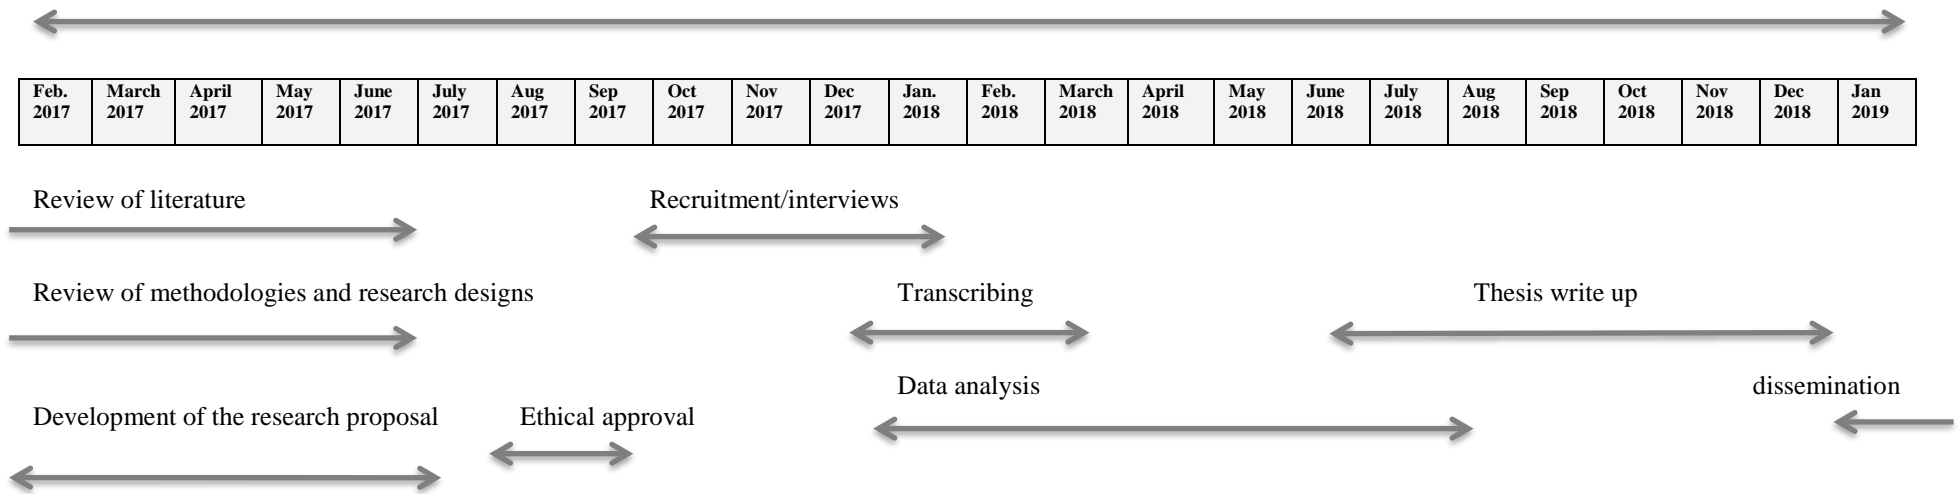 Feb. March April May June July Aug Sep Oct Nov Dec Jan. Feb. March April May June July Aug Sep Oct Nov Dec Jan
2017 2017 2017 2017 2017 2017 2017 2017 2017 2017 2017 2018 2018 2018 2018 2018 2018 2018 2018 2018 2018 2018 2018 2019
Review of literature Recruitment/interviews
Review of methodologies and research designs Transcribing Thesis write up
Data analysis dissemination
Development of the research proposal Ethical approval